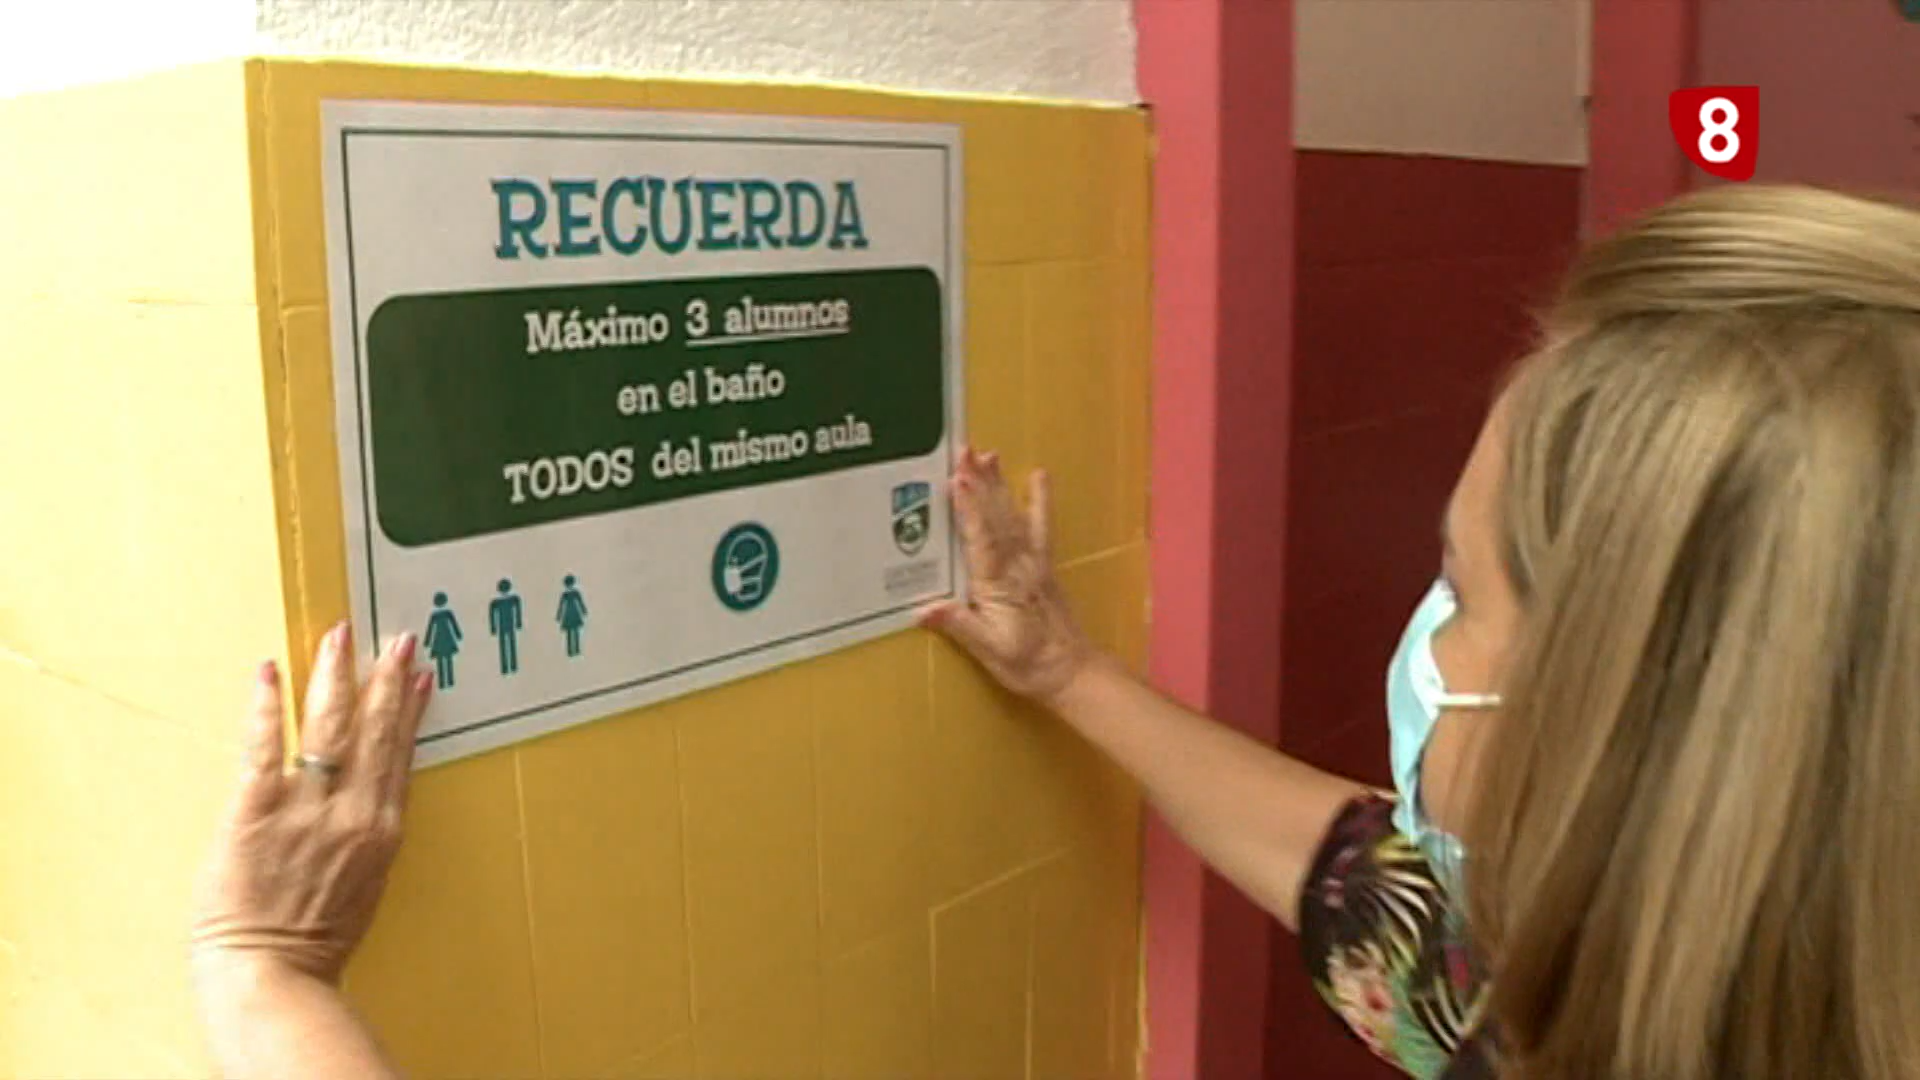 8
RECUERDA
Máximo 3 alumnos
en el baño
TODOS del mismo aula